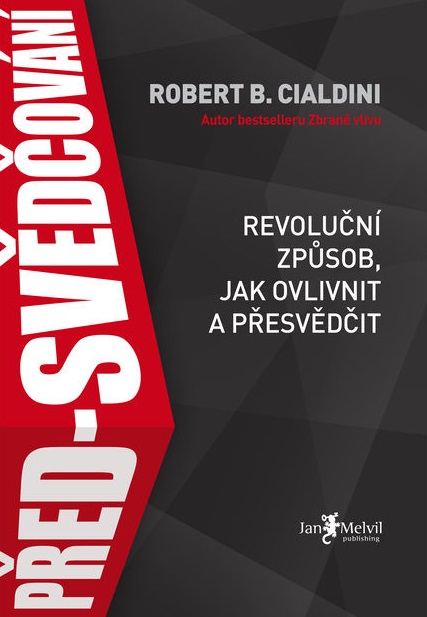 PŘED-SVĚDČOVÁNÍ
ROBERT B. CIALDINI
Autor bestselleru Zbraně vlivu
REVOLUČNÍ
ZPŮSOB,
JAK OVLIVNIT
A PŘESVĚDČIT
Jan Melvil
publishing